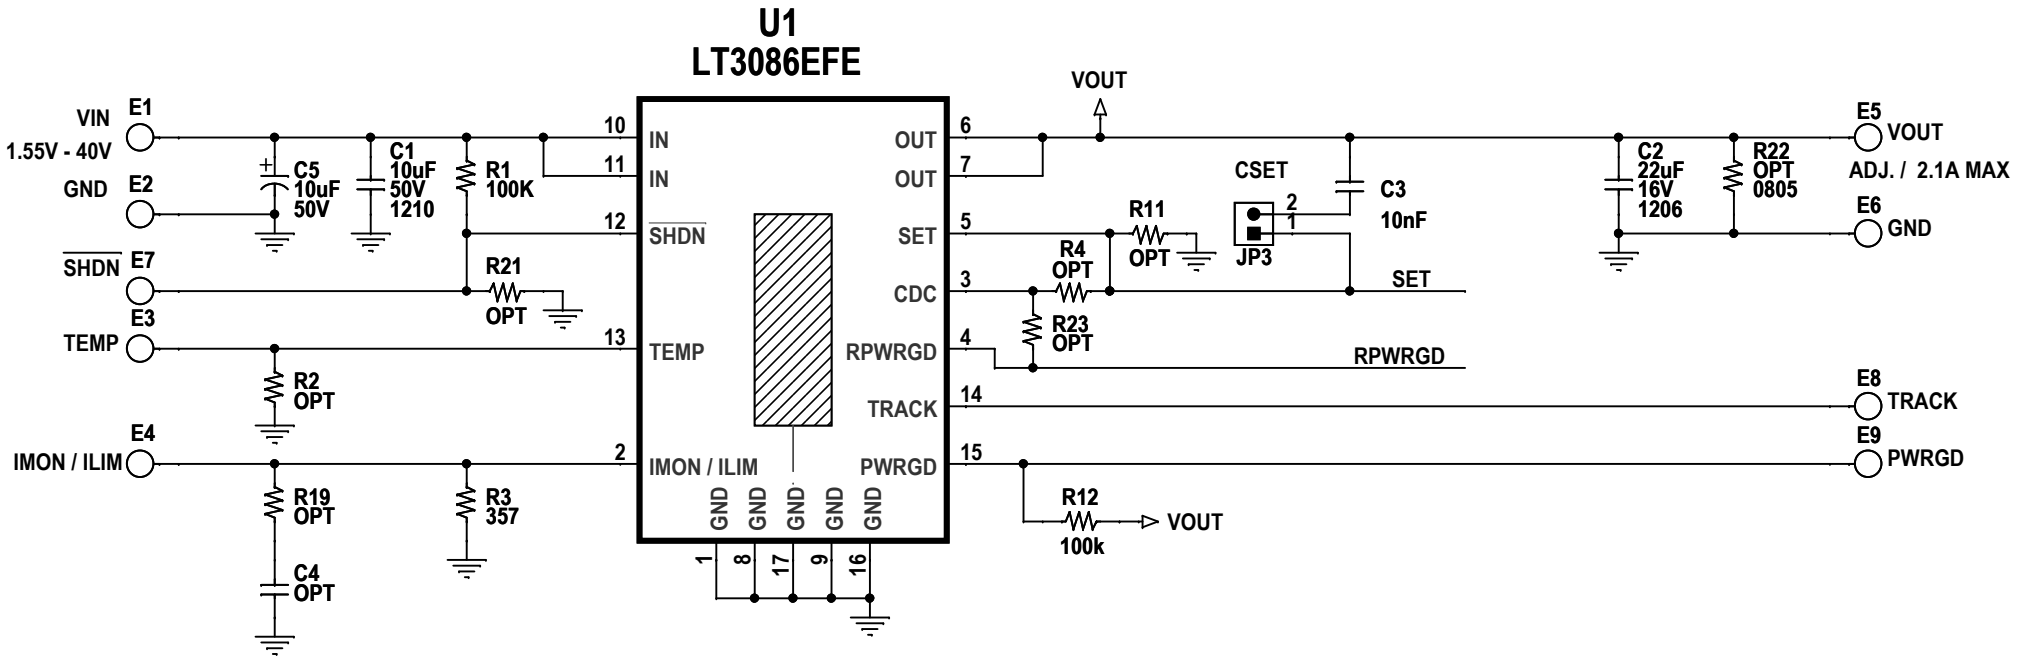 U1
LT3086EFE
VIN
E1
1.55V - 40V
GND
E2
SHDN
E7
TEMP
E3
IMON / ILIM
E4
+
C5
10uF
50V
C1
10uF
50V
1210
R1
100K
R21
OPT
R2
OPT
R19
OPT
C4
OPT
R3
357
10
11
12
13
2
IN
IN
SHDN
TEMP
IMON / ILIM
GND
GND
GND
GND
GND
1
8
17
9
16
OUT
OUT
SET
CDC
RPWRGD
TRACK
PWRGD
6
7
5
3
4
14
15
VOUT
R11
OPT
R4
OPT
R23
OPT
CSET
2
1
JP3
C3
10nF
SET
RPWRGD
R12
100k
VOUT
C2
22uF
16V
1206
R22
OPT
0805
E5
VOUT
ADJ. / 2.1A MAX
E6
GND
E8
TRACK
E9
PWRGD